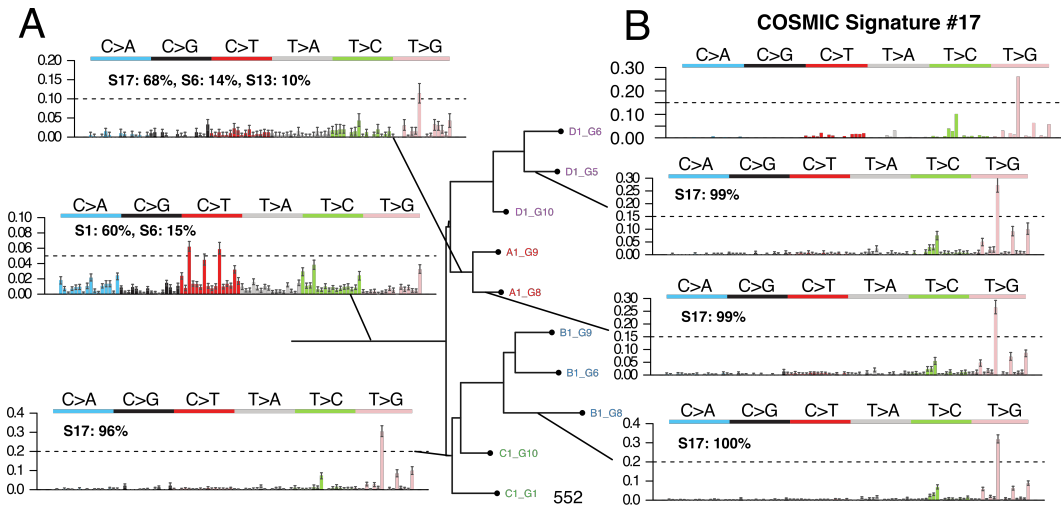 A
C>A C>G C>T T>A T>C T>G
0.20
0.15
0.10
0.05
0.00
S17: 68%, S6: 14%, S13: 10%
C>A C>G C>T T>A T>C T>G
0.10
0.08
0.06
0.04
0.02
0.00
S1: 60%, S6: 15%
C>A C>G C>T T>A T>C T>G
0.4
0.3
0.2
0.1
0.0
S17: 96%
D1_G6
D1_G5
D1_G10
A1_G9
A1_G8
B1_G9
B1_G6
B1_G8
C1_G10
C1_G1
552
B
COSMIC Signature #17
C>A C>G C>T T>A T>C T>G
0.30
0.20
0.10
0.00
C>A C>G C>T T>A T>C T>G
0.30
0.25
0.20
0.15
0.10
0.05
0.00
S17: 99%
C>A C>G C>T T>A T>C T>G
0.30
0.25
0.20
0.15
0.10
0.05
0.00
S17: 99%
C>A C>G C>T T>A T>C T>G
0.4
0.3
0.2
0.1
0.0
S17: 100%